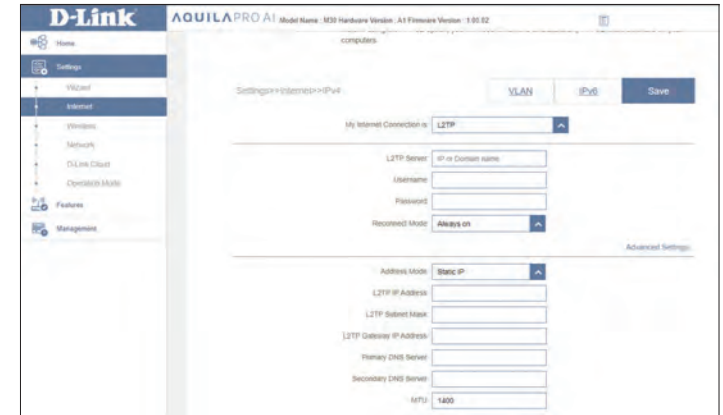 D-Link
AQUILA PRO AI Model Name : M30 Hardware Version : A1 Firmware Version : 1.00.02
computers.
Home
Settings
Wizard
Internet
Wireless
Network
D-Link Cloud
Operation Mode
Features
Management
Settings>>Internet>>IPv4
VLAN
IPv6
Save
My Internet Connection is L2TP
L2TP Server IP or Domain name
Username
Password
Reconnect Mode Always on
Advanced Settings
Address Mode Static IP
L2TP IP Address
L2TP Subnet Mask
L2TP Gateway IP Address
Primary DNS Server
Secondary DNS Server
MTU 1400